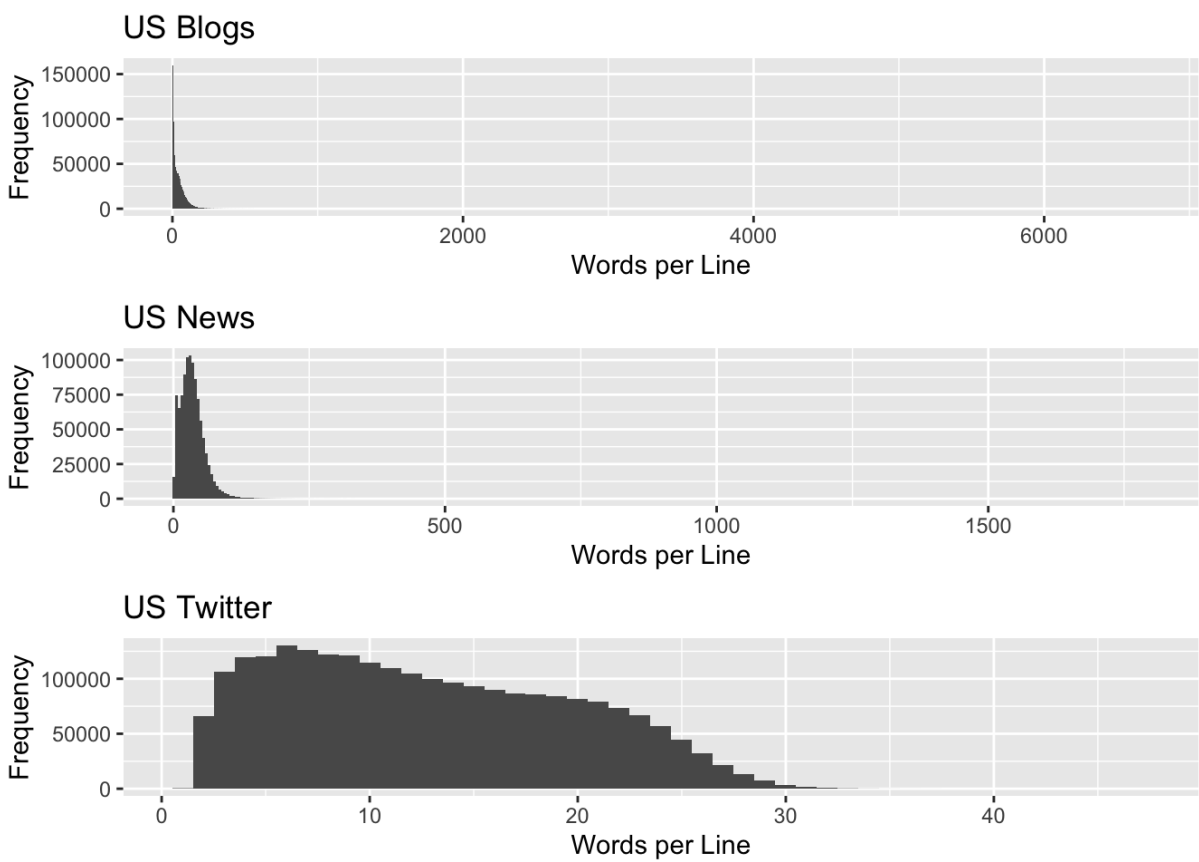 US Blogs
Frequency
150000
100000
50000
0
0 2000 4000 6000
Words per Line
US News
Frequency
100000
75000
50000
25000
0
0 500 1000 1500
Words per Line
US Twitter
Frequency
100000
50000
0
0 10 20 30 40
Words per Line